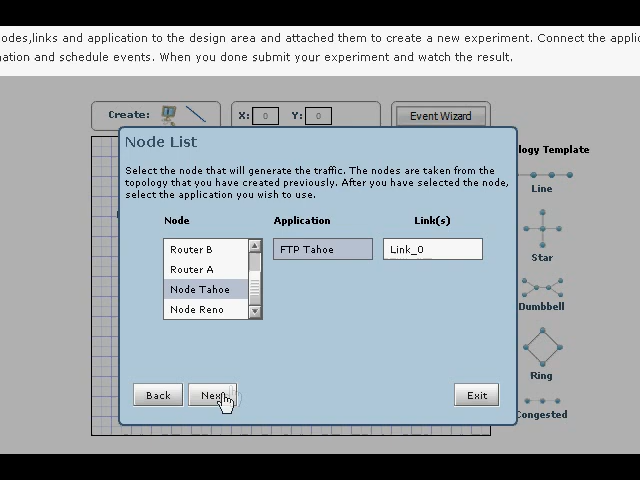 odes,links and application to the design area and attached them to create a new experiment. Connect the applic
nation and schedule events. When you done submit your experiment and watch the result.
Create: X: 0 Y: 0 Event Wizard
Node List
Select the node that will generate the traffic. The nodes are taken from the
topology that you have created previously. After you have selected the node,
select the application you wish to use.
Node Application Link(s)
Router B FTP Tahoe Link_0
Router A
Node Tahoe
Node Reno
Back Next Exit
logy Template
Line
Star
Dumbbell
Ring
Congested